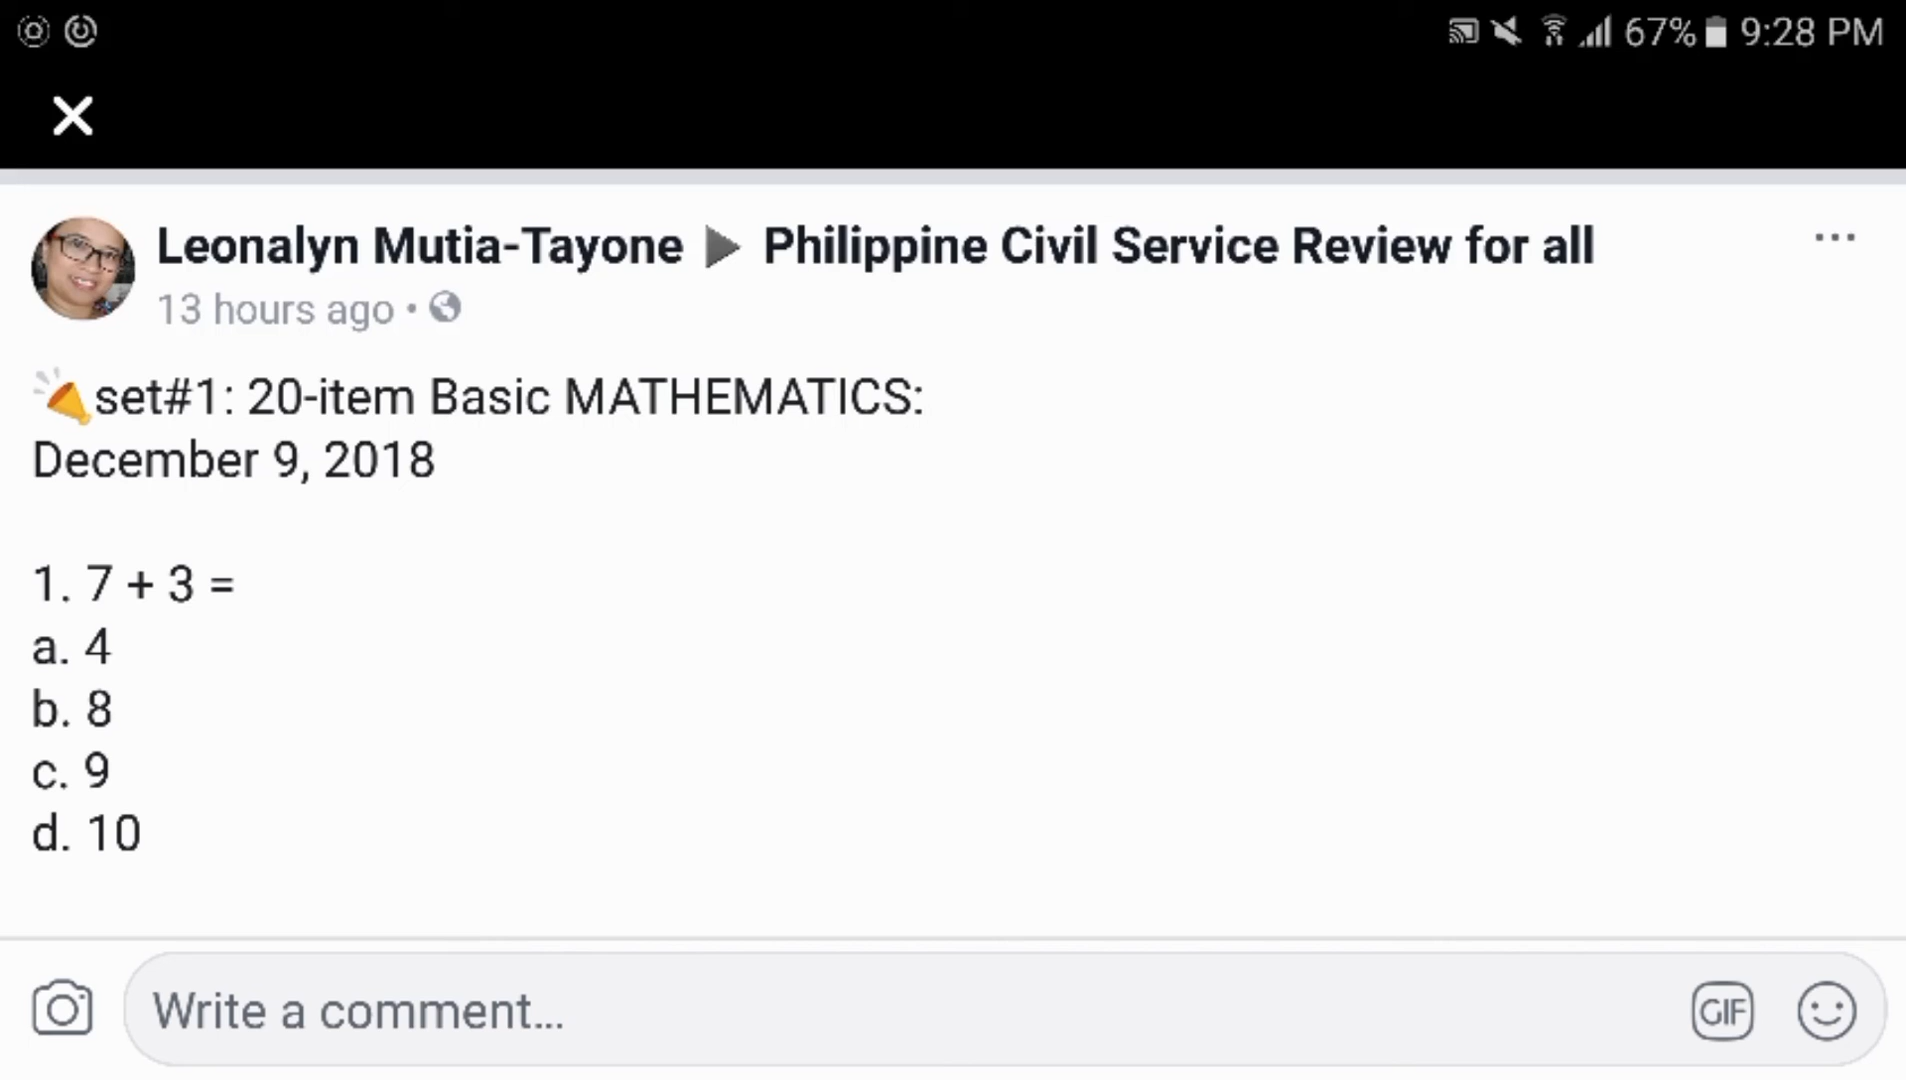 67% 9:28 PM
Leonalyn Mutia-Tayone ▶ Philippine Civil Service Review for all
13 hours ago •
set#1: 20-item Basic MATHEMATICS:
December 9, 2018
1. 7 + 3 =
a. 4
b. 8
c. 9
d. 10
Write a comment...
GIF